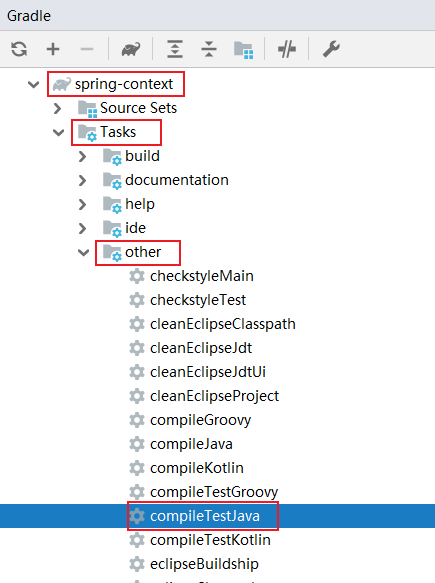 Gradle
spring-context
Source Sets
Tasks
build
documentation
help
ide
other
checkstyleMain
checkstyleTest
cleanEclipseClasspath
cleanEclipseJdt
cleanEclipseJdtUi
cleanEclipseProject
compileGroovy
compileJava
compileKotlin
compileTestGroovy
compileTestJava
compileTestKotlin
eclipseBuildship